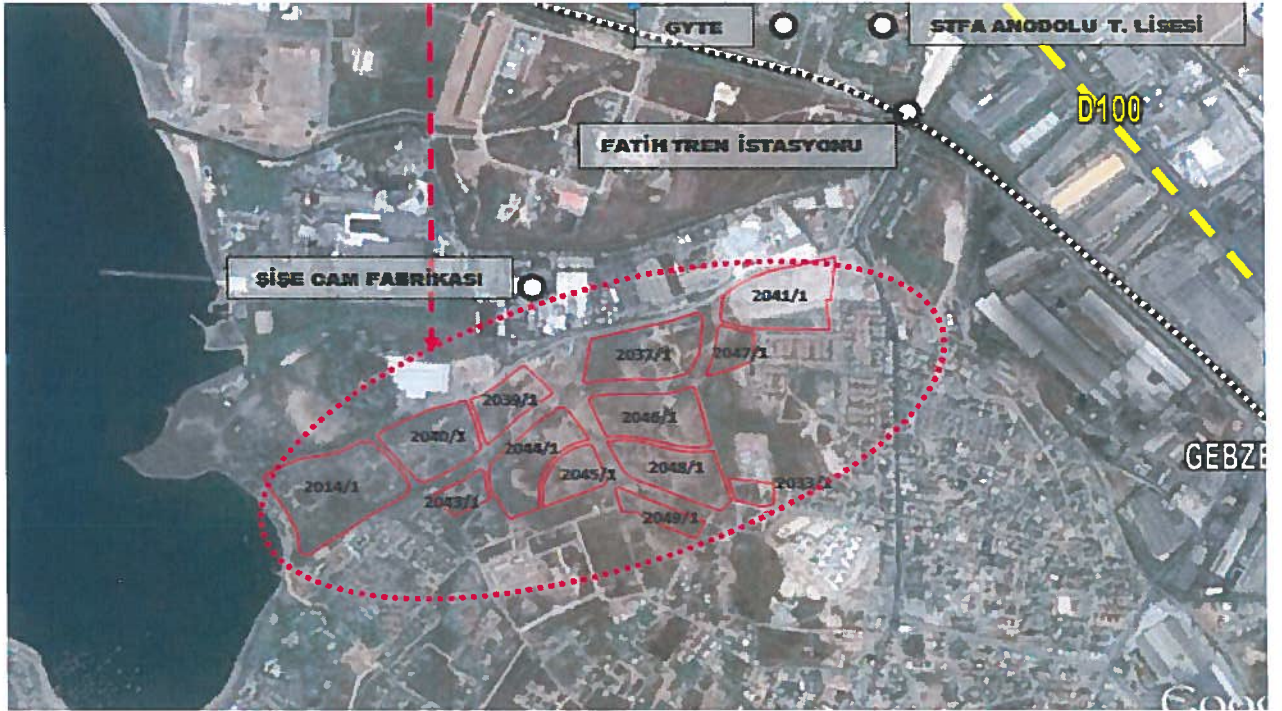 GYTE
STFA ANODOLU T. LİSESİ
D100
FATİH TREN İSTASYONU
ŞİŞE CAM FABRİKASI
2041/1
2037/1
2047/1
2039/1
2046/1
2040/1
2044/1
2045/1
2048/1
2014/1
2043/1
2033/1
2049/1
GEBZE
Goog